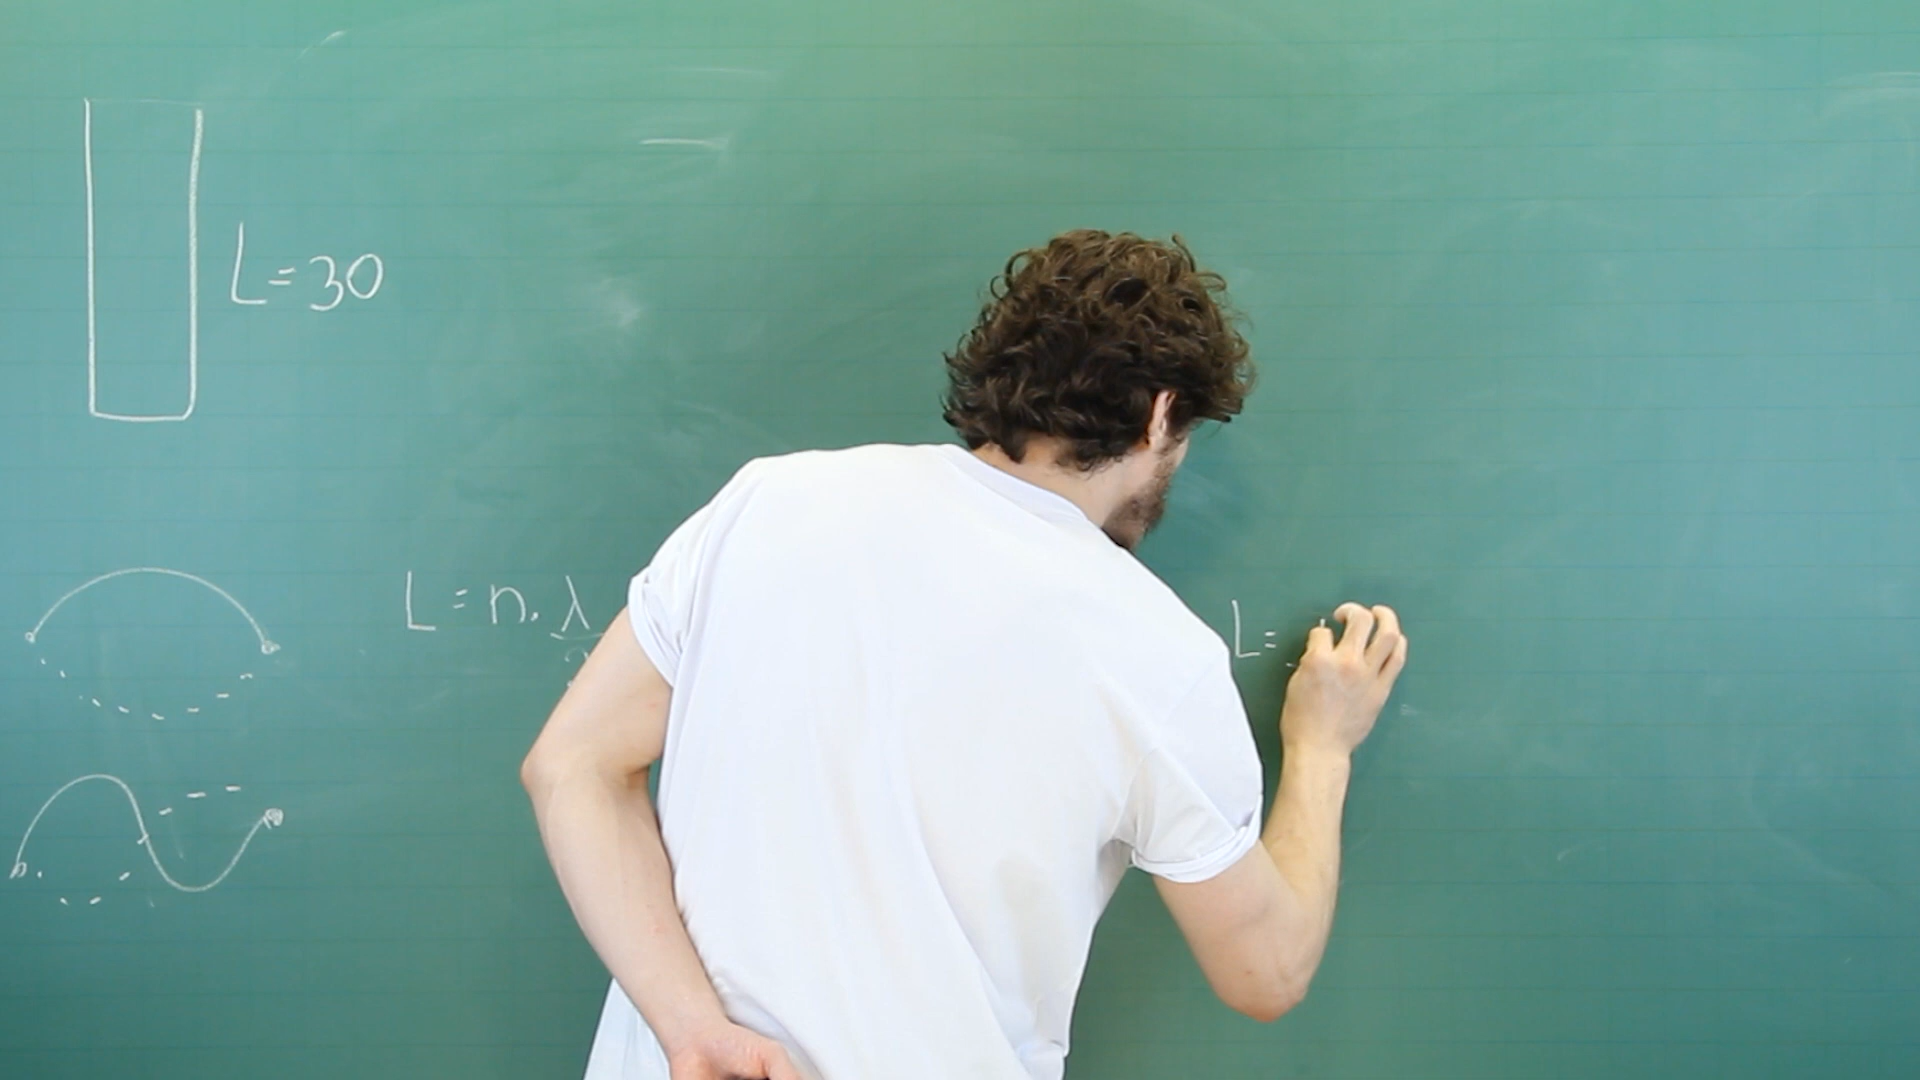 L=30
L = n. λ
L =